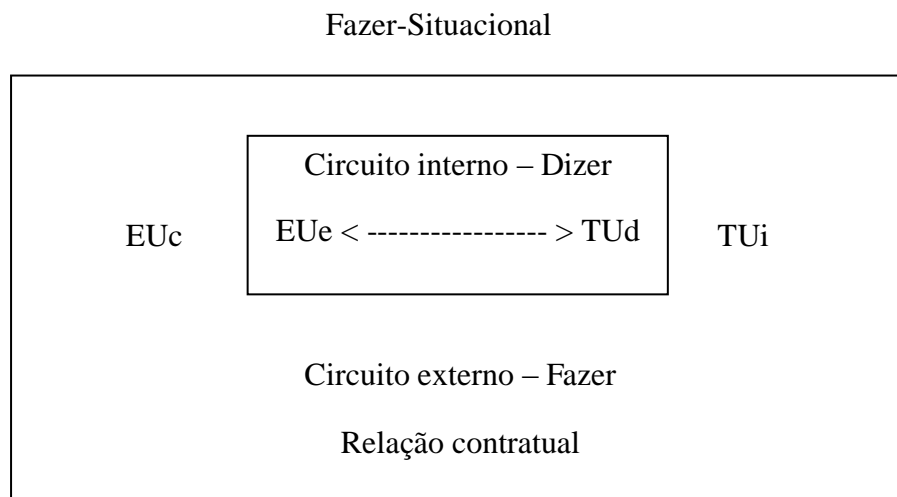 Fazer-Situacional
Circuito interno – Dizer
EUc EUe < ----------------- > TUd TUi
Circuito externo – Fazer
Relação contratual